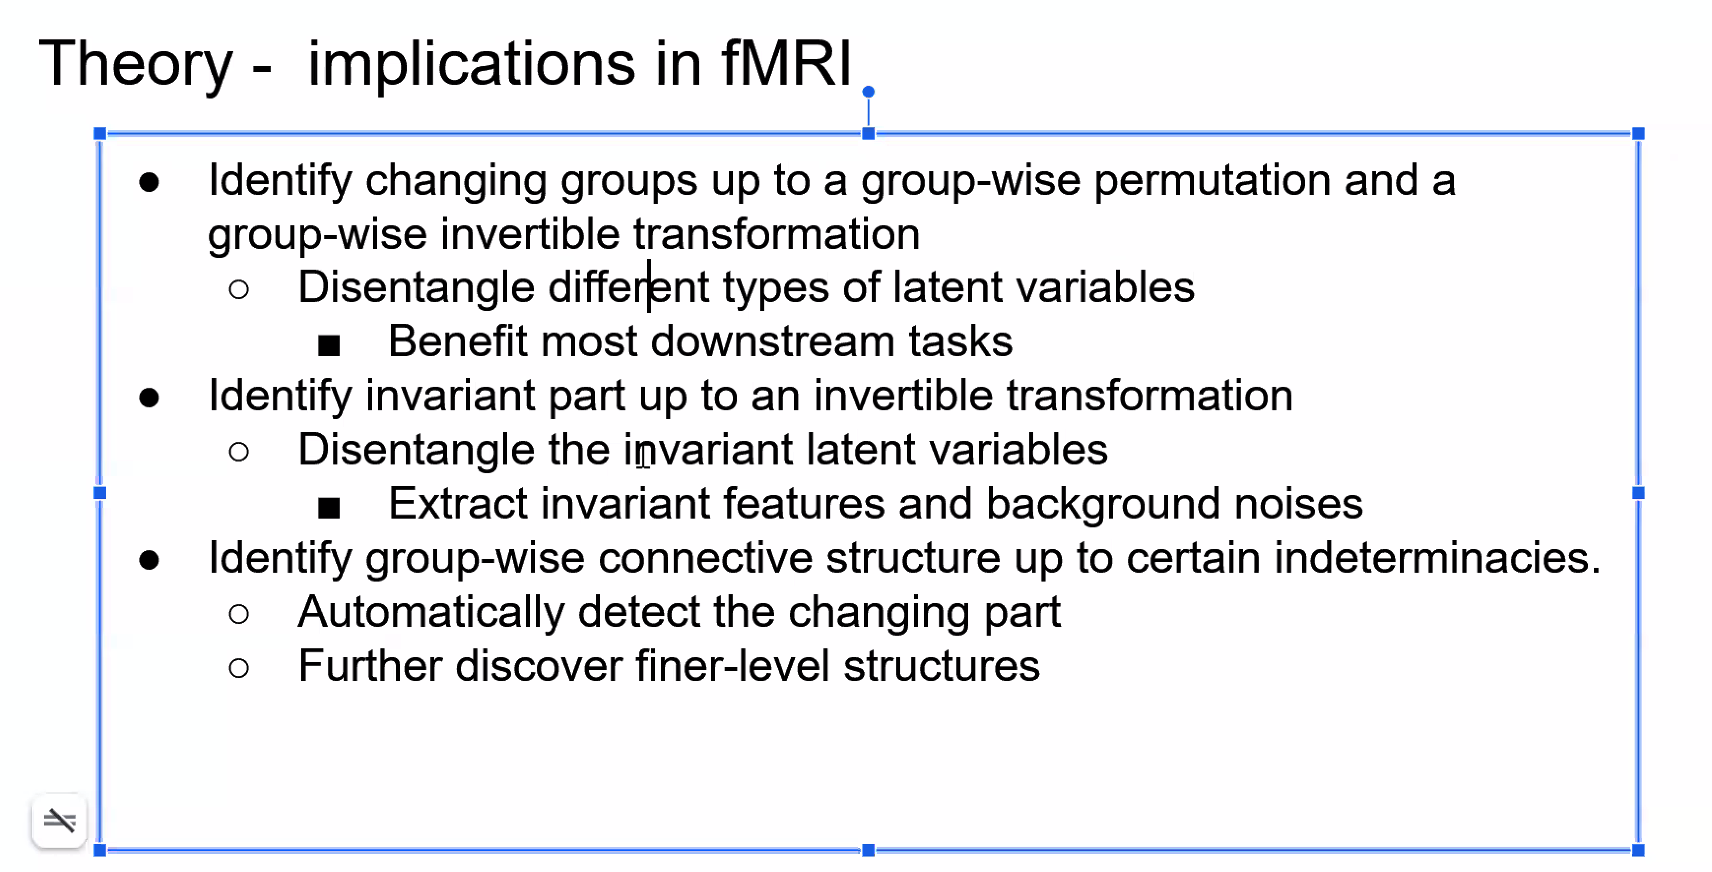 Theory - implications in fMRI
● Identify changing groups up to a group-wise permutation and a
group-wise invertible transformation
○ Disentangle different types of latent variables
■ Benefit most downstream tasks
● Identify invariant part up to an invertible transformation
○ Disentangle the invariant latent variables
■ Extract invariant features and background noises
● Identify group-wise connective structure up to certain indeterminacies.
○ Automatically detect the changing part
○ Further discover finer-level structures